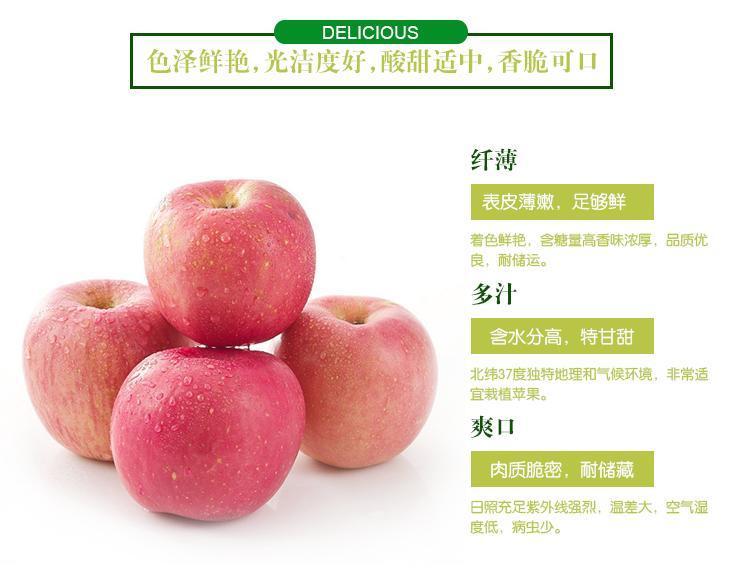 DELICIOUS
色泽鲜艳,光洁度好,酸甜适中,香脆可口
纤薄
表皮薄嫩，足够鲜
着色鲜艳，含糖量高香味浓厚，品质优
良，耐储运。
多汁
含水分高，特甘甜
北纬37度独特地理和气候环境，非常适
宜栽植苹果。
爽口
肉质脆密，耐储藏
日照充足紫外线强烈，温差大，空气湿
度低，病虫少。